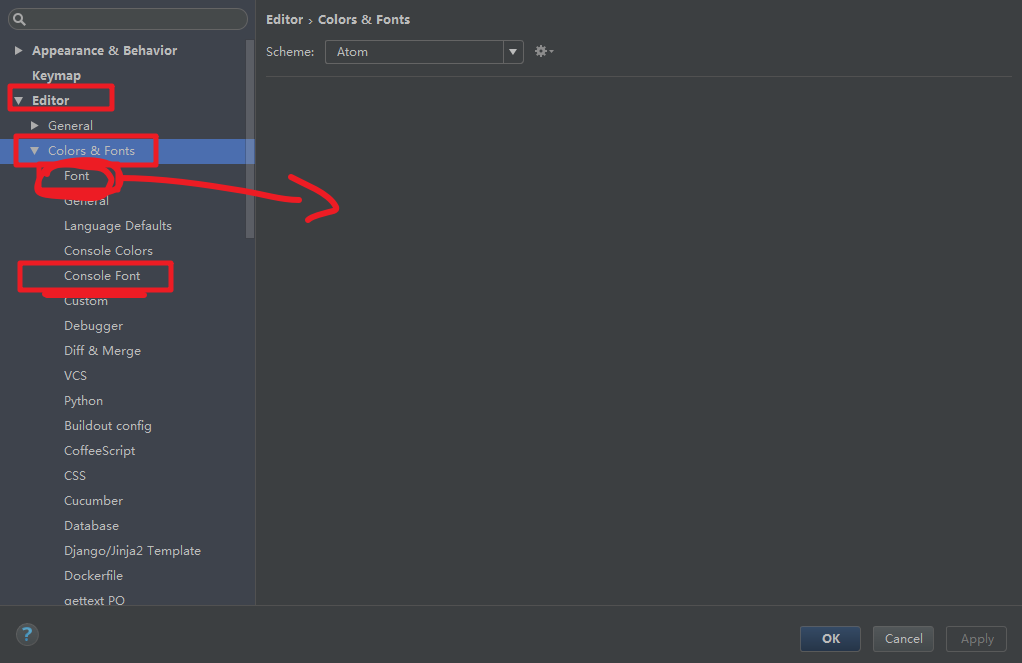 Editor › Colors & Fonts
Scheme: Atom
Appearance & Behavior
Keymap
Editor
General
Colors & Fonts
Font
General
Language Defaults
Console Colors
Console Font
Custom
Debugger
Diff & Merge
VCS
Python
Buildout config
CoffeeScript
CSS
Cucumber
Database
Django/Jinja2 Template
Dockerfile
gettext PO
?
OK Cancel Apply